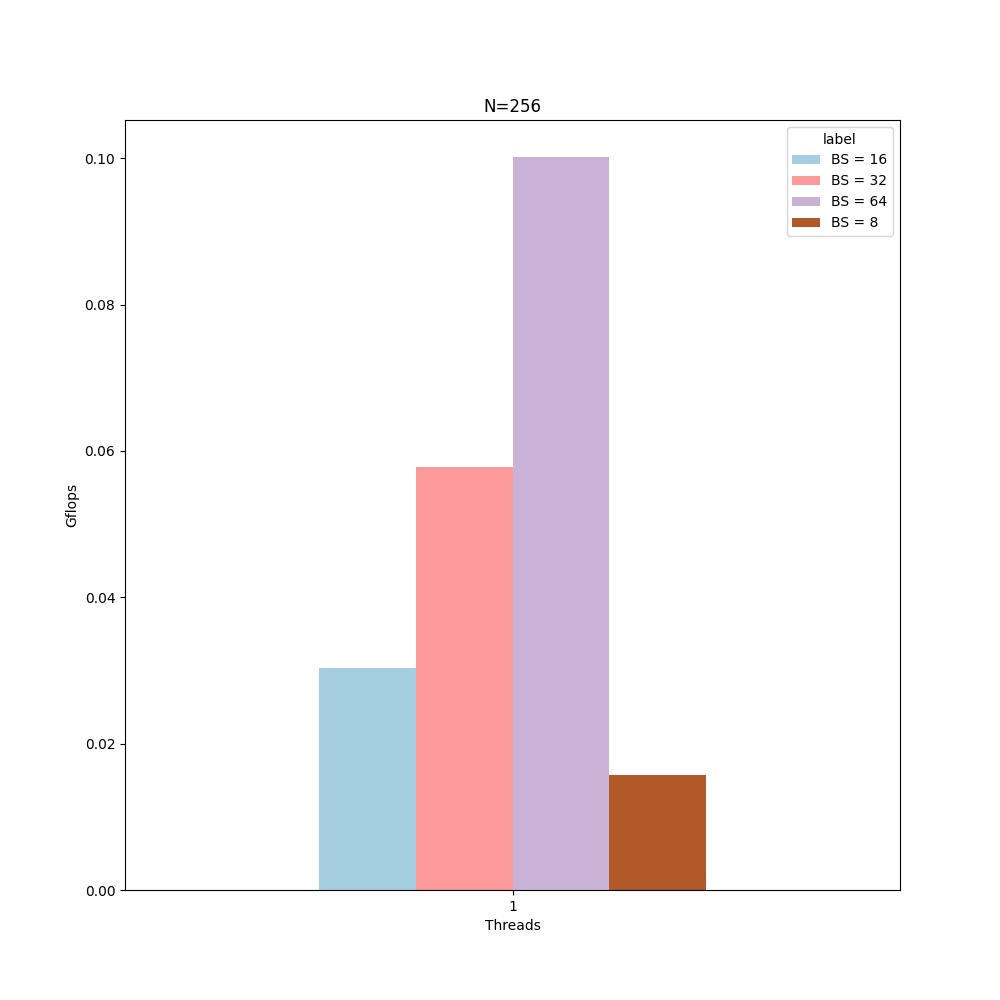 N=256
label
BS = 16
BS = 32
BS = 64
BS = 8
0.10
0.08
0.06
0.04
0.02
0.00
Gflops
1
Threads